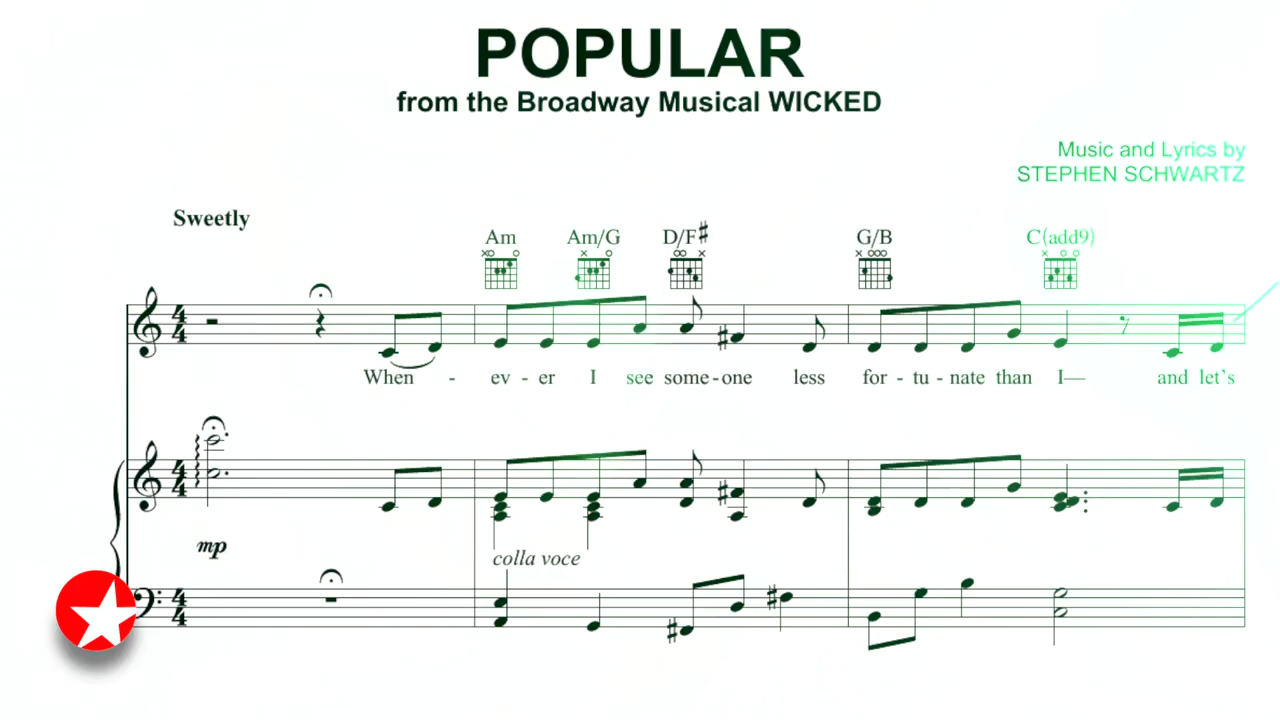 POPULAR
from the Broadway Musical WICKED
Music and Lyrics by
STEPHEN SCHWARTZ
Sweetly
Am Am/G D/F♯ G/B C(add9)
When - ev - er I see some - one less for - tu - nate than I— and let's
mp
colla voce